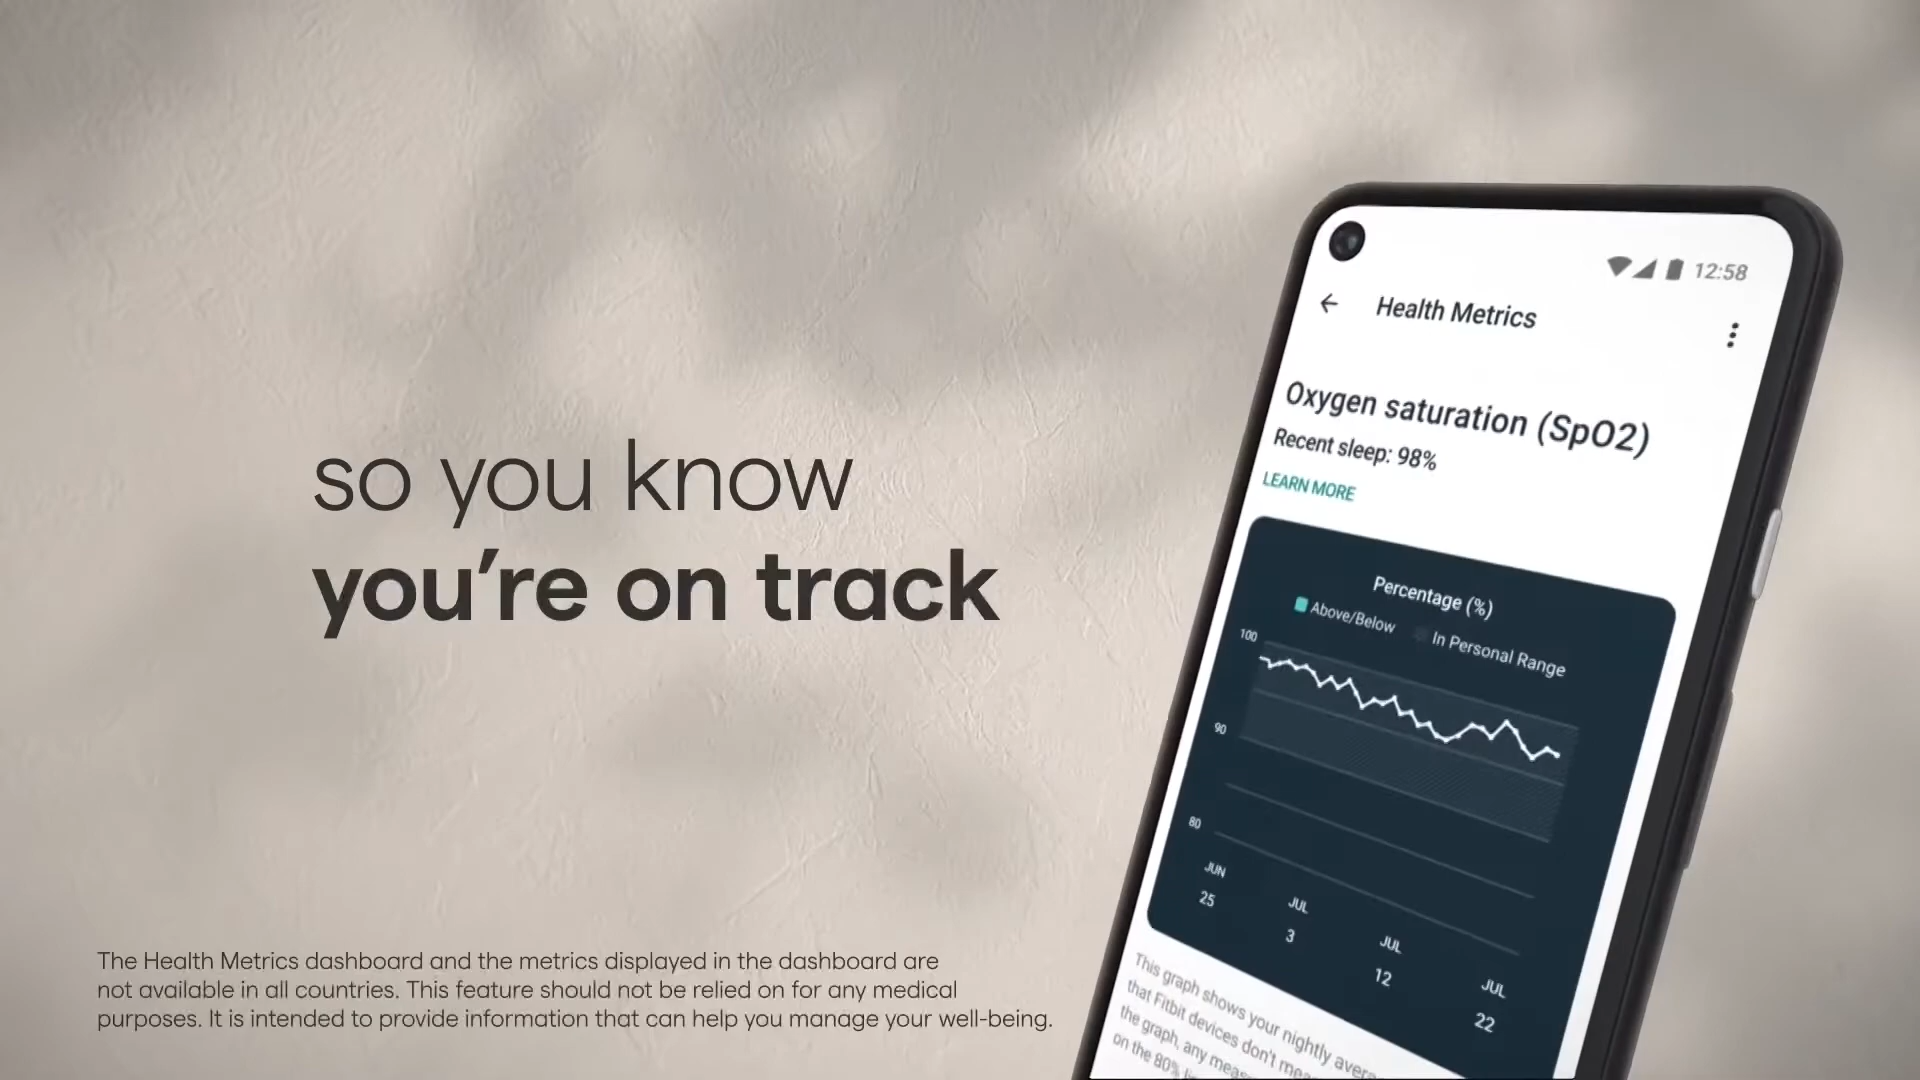 so you know
you're on track
The Health Metrics dashboard and the metrics displayed in the dashboard are
not available in all countries. This feature should not be relied on for any medical
purposes. It is intended to provide information that can help you manage your well-being.
12:58
Health Metrics
Oxygen saturation (SpO2)
Recent sleep: 98%
LEARN MORE
Percentage (%)
Above/Below In Personal Range
100
90
80
JUN JUL JUL JUL
25 3 12 22
This graph shows your nightly
that Fitbit devices don't
the graph, any
on the 80%